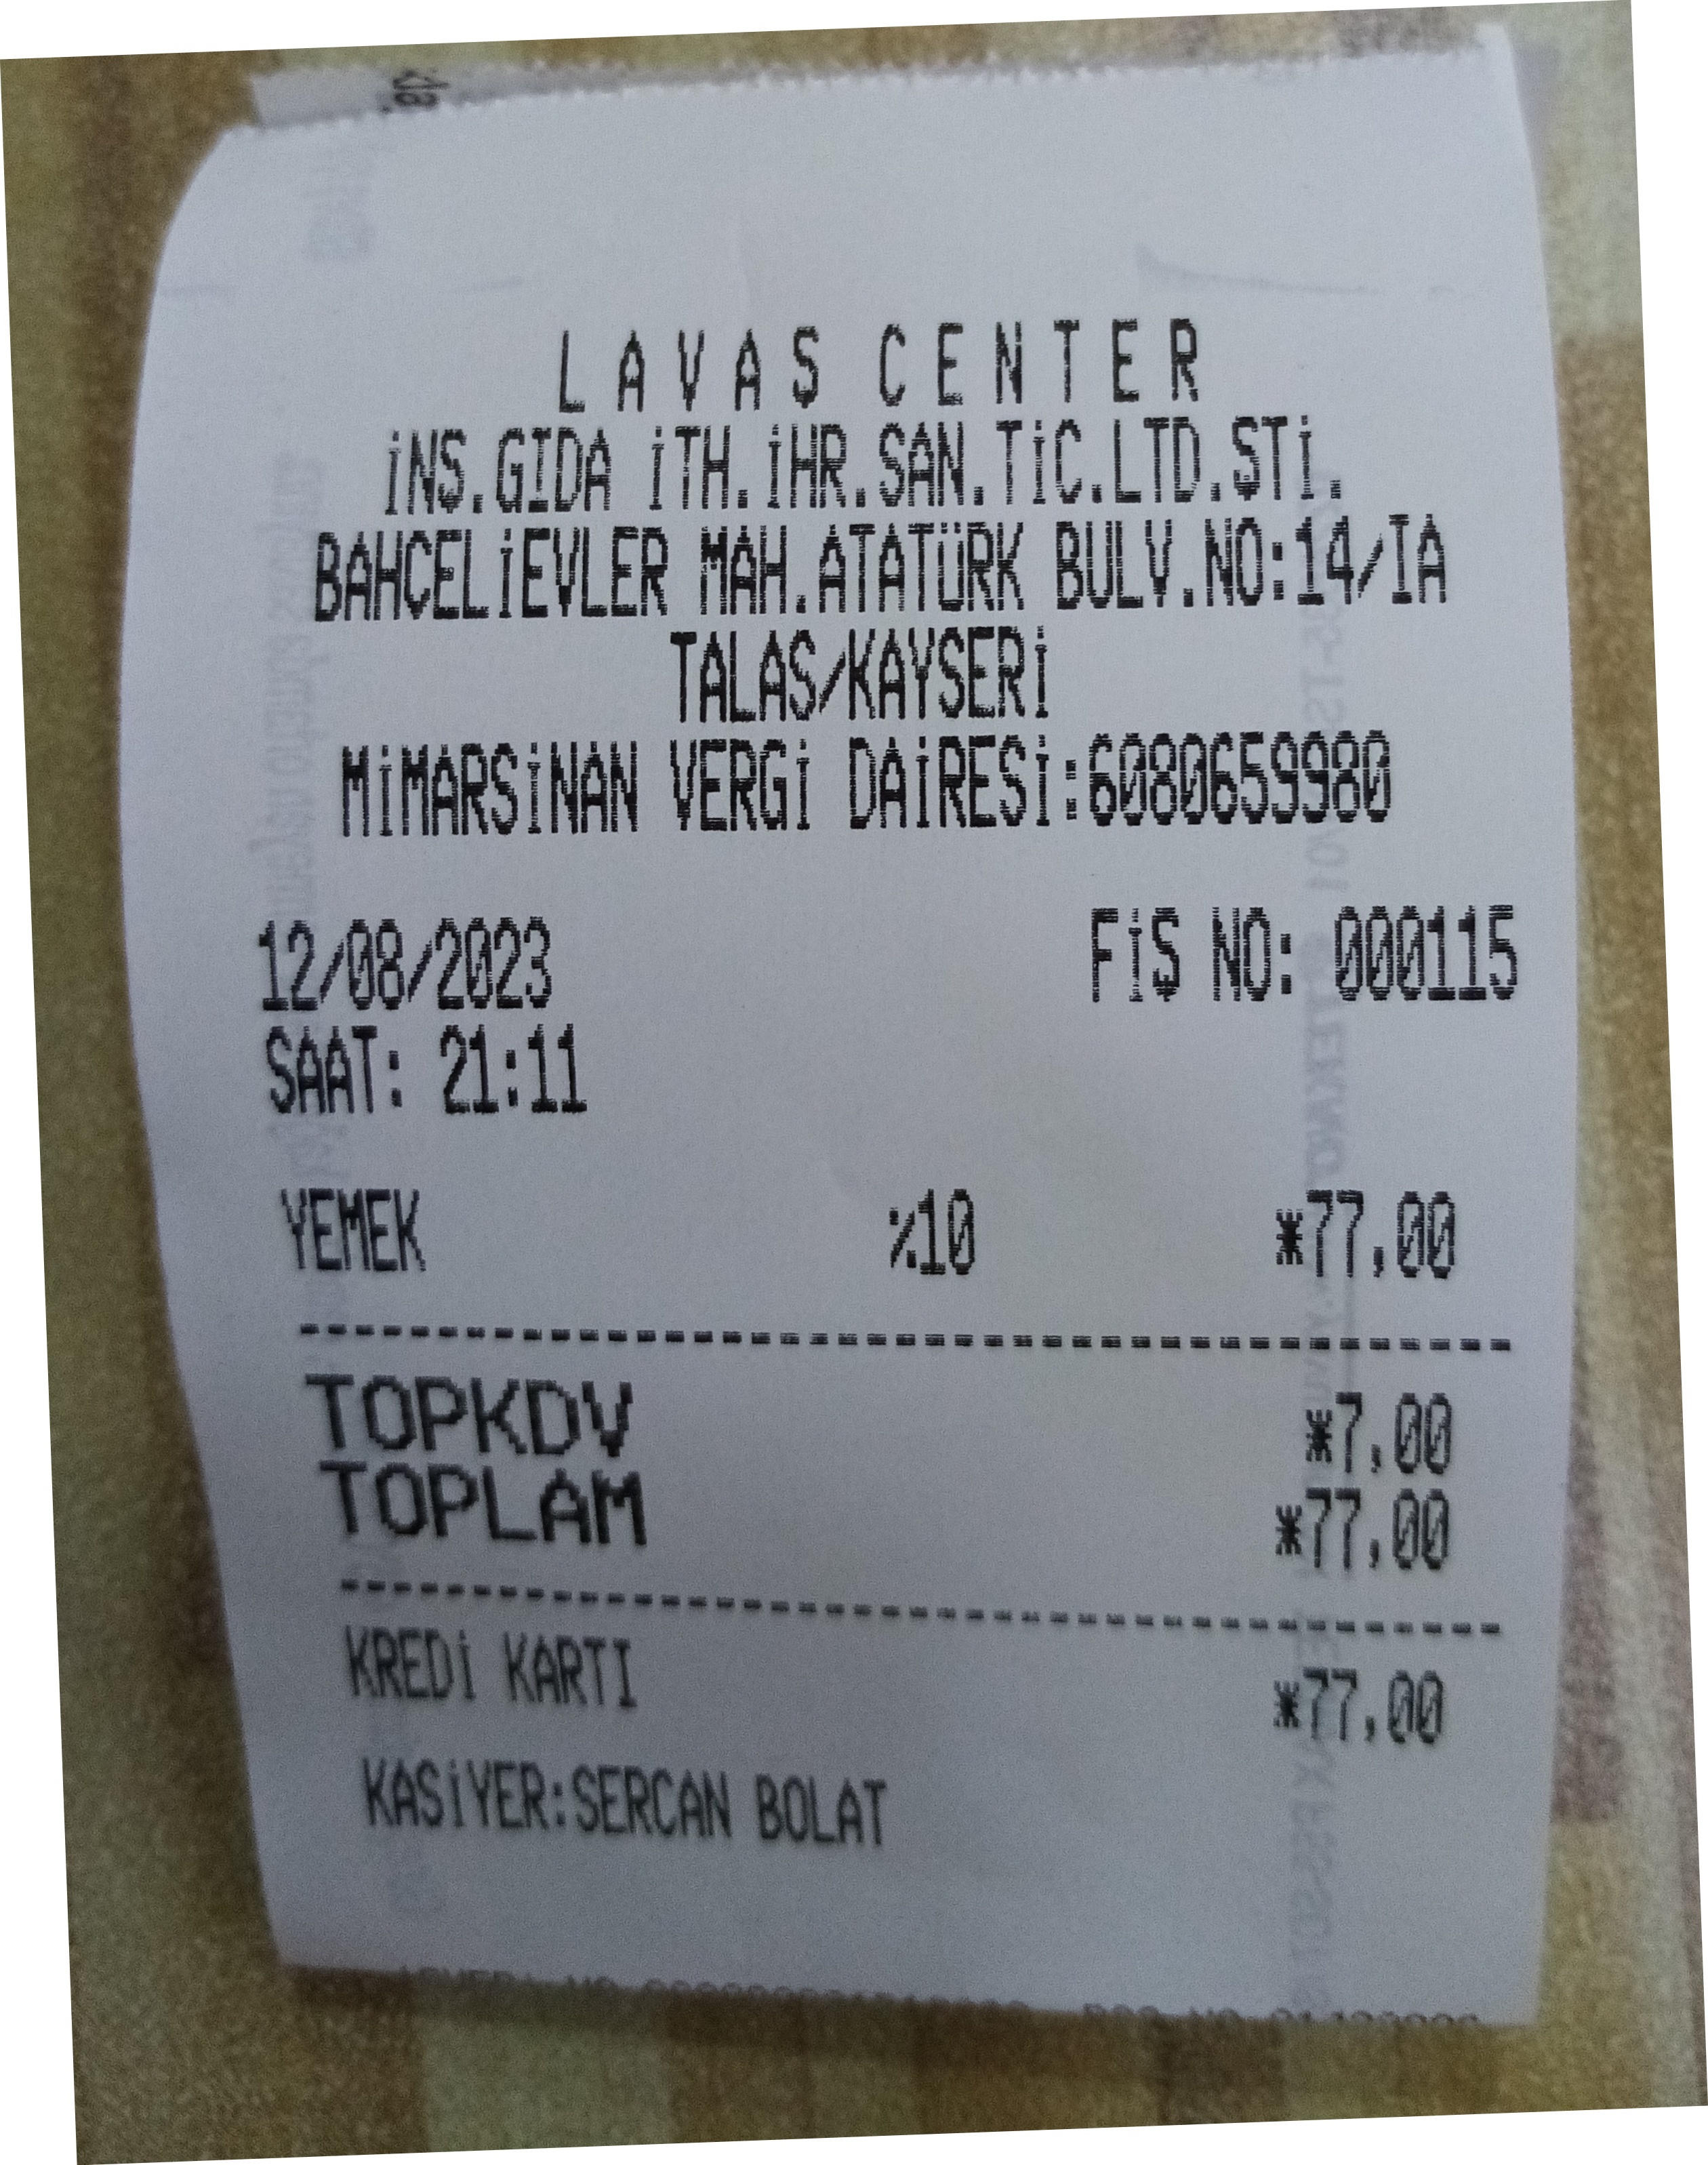 LAVAŞ CENTER
İNŞ.GIDA İTH.İHR.SAN.TİC.LTD.ŞTİ.
BAHÇELİEVLER MAH.ATATÜRK BULV.NO:14/IA
TALAS/KAYSERİ
MİMARSİNAN VERGİ DAİRESİ:6080659980
12/08/2023 FİŞ NO: 000115
SAAT: 21:11
YEMEK %10 *77,00
TOPKDV *7,00
TOPLAM *77,00
KREDİ KARTI *77,00
KASİYER:SERCAN BOLAT